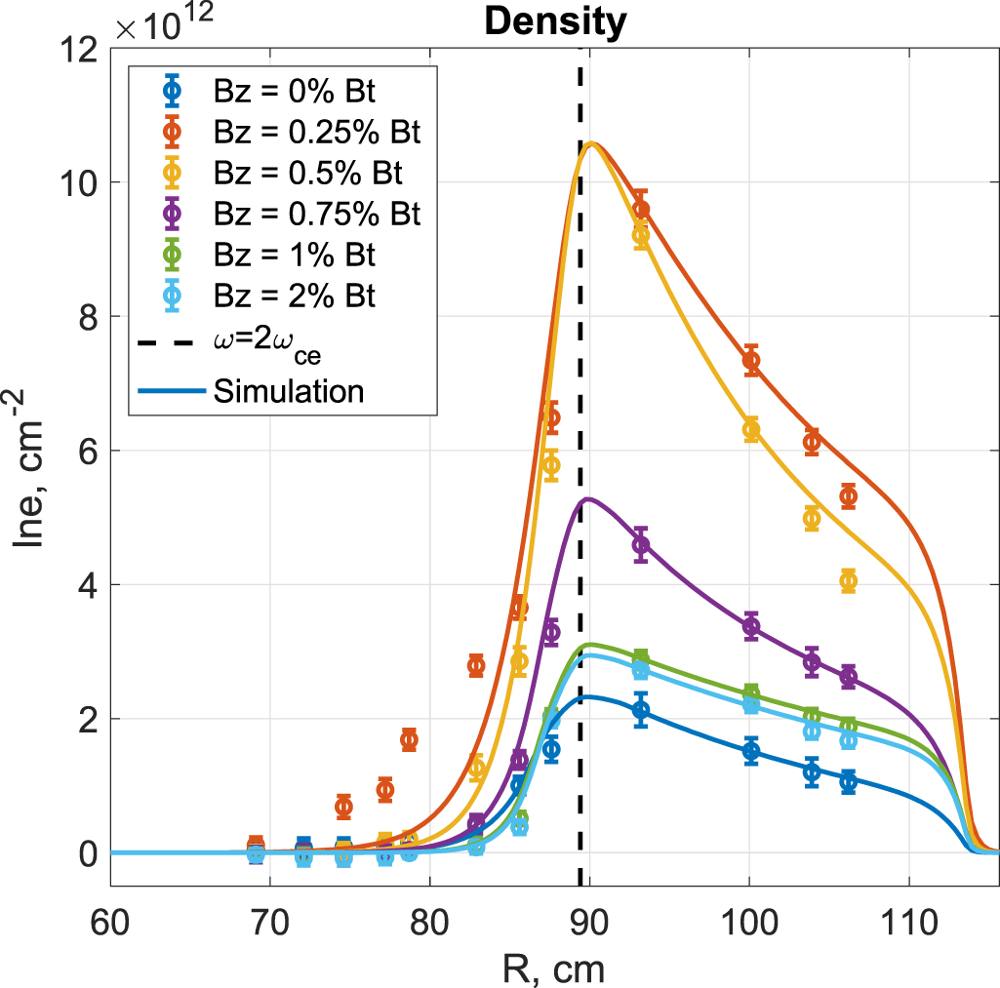 Density
×10¹²
Bz = 0% Bt
Bz = 0.25% Bt
Bz = 0.5% Bt
Bz = 0.75% Bt
Bz = 1% Bt
Bz = 2% Bt
ω=2ω_ce
Simulation
12
10
8
6
4
2
0
lne, cm⁻²
60 70 80 90 100 110
R, cm